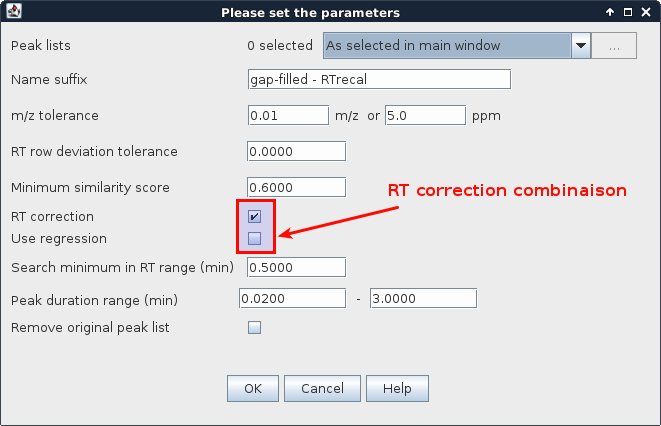 Please set the parameters
Peak lists 0 selected As selected in main window ...
Name suffix gap-filled - RTrecal
m/z tolerance 0.01 m/z or 5.0 ppm
RT row deviation tolerance 0.0000
Minimum similarity score 0.6000
RT correction combinaison
RT correction
Use regression
Search minimum in RT range (min) 0.5000
Peak duration range (min) 0.0200 - 3.0000
Remove original peak list
OK Cancel Help